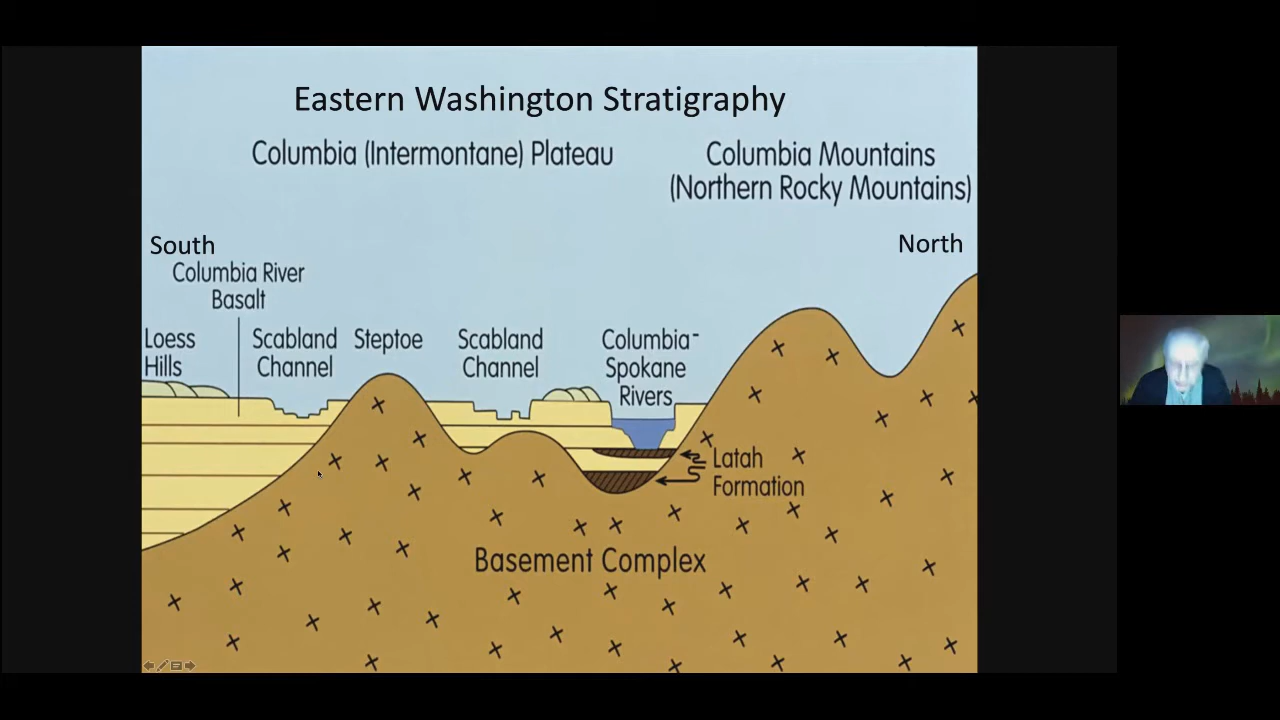 Eastern Washington Stratigraphy
Columbia (Intermontane) Plateau
Columbia Mountains
(Northern Rocky Mountains)
South
North
Columbia River
Basalt
Loess
Hills
Scabland
Channel
Steptoe
Scabland
Channel
Columbia-
Spokane
Rivers
Latah
Formation
Basement Complex